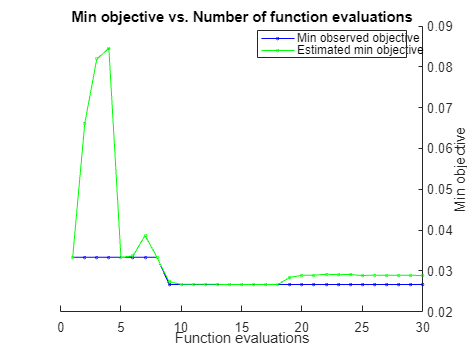 Min objective vs. Number of function evaluations
Min observed objective
Estimated min objective
0.09
0.08
0.07
0.06
0.05
0.04
0.03
0.02
Min objective
0 5 10 15 20 25 30
Function evaluations